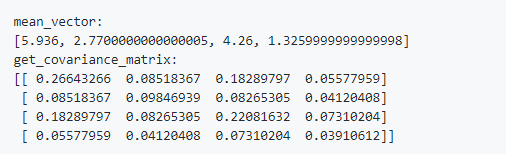 mean_vector:
[5.936, 2.7700000000000005, 4.26, 1.3259999999999998]
get_covariance_matrix:
[[ 0.26643266  0.08518367  0.18289797  0.05577959]
 [ 0.08518367  0.09846939  0.08265305  0.04120408]
 [ 0.18289797  0.08265305  0.22081632  0.07310204]
 [ 0.05577959  0.04120408  0.07310204  0.03910612]]